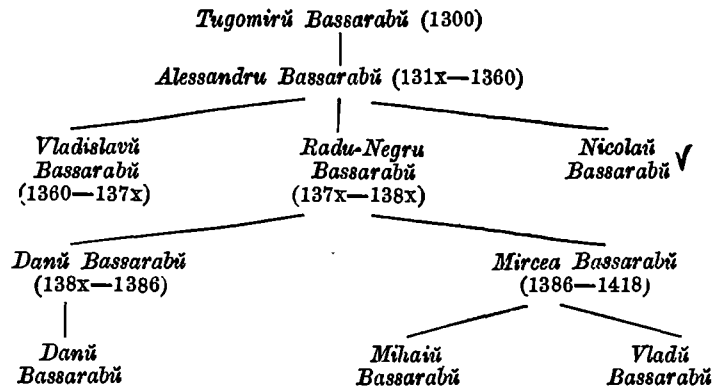 Tugomirŭ Bassarabŭ (1300)
Alessandru Bassarabŭ (131x—1360)
Vladislavŭ
Bassarabŭ
(1360—137x)
Radu-Negru
Bassarabŭ
(137x—138x)
Nicolaŭ
Bassarabŭ
Danŭ Bassarabŭ
(138x—1386)
Mircea Bassarabŭ
(1386—1418)
Danŭ
Bassarabŭ
Mihaiŭ
Bassarabŭ
Vladŭ
Bassarabŭ